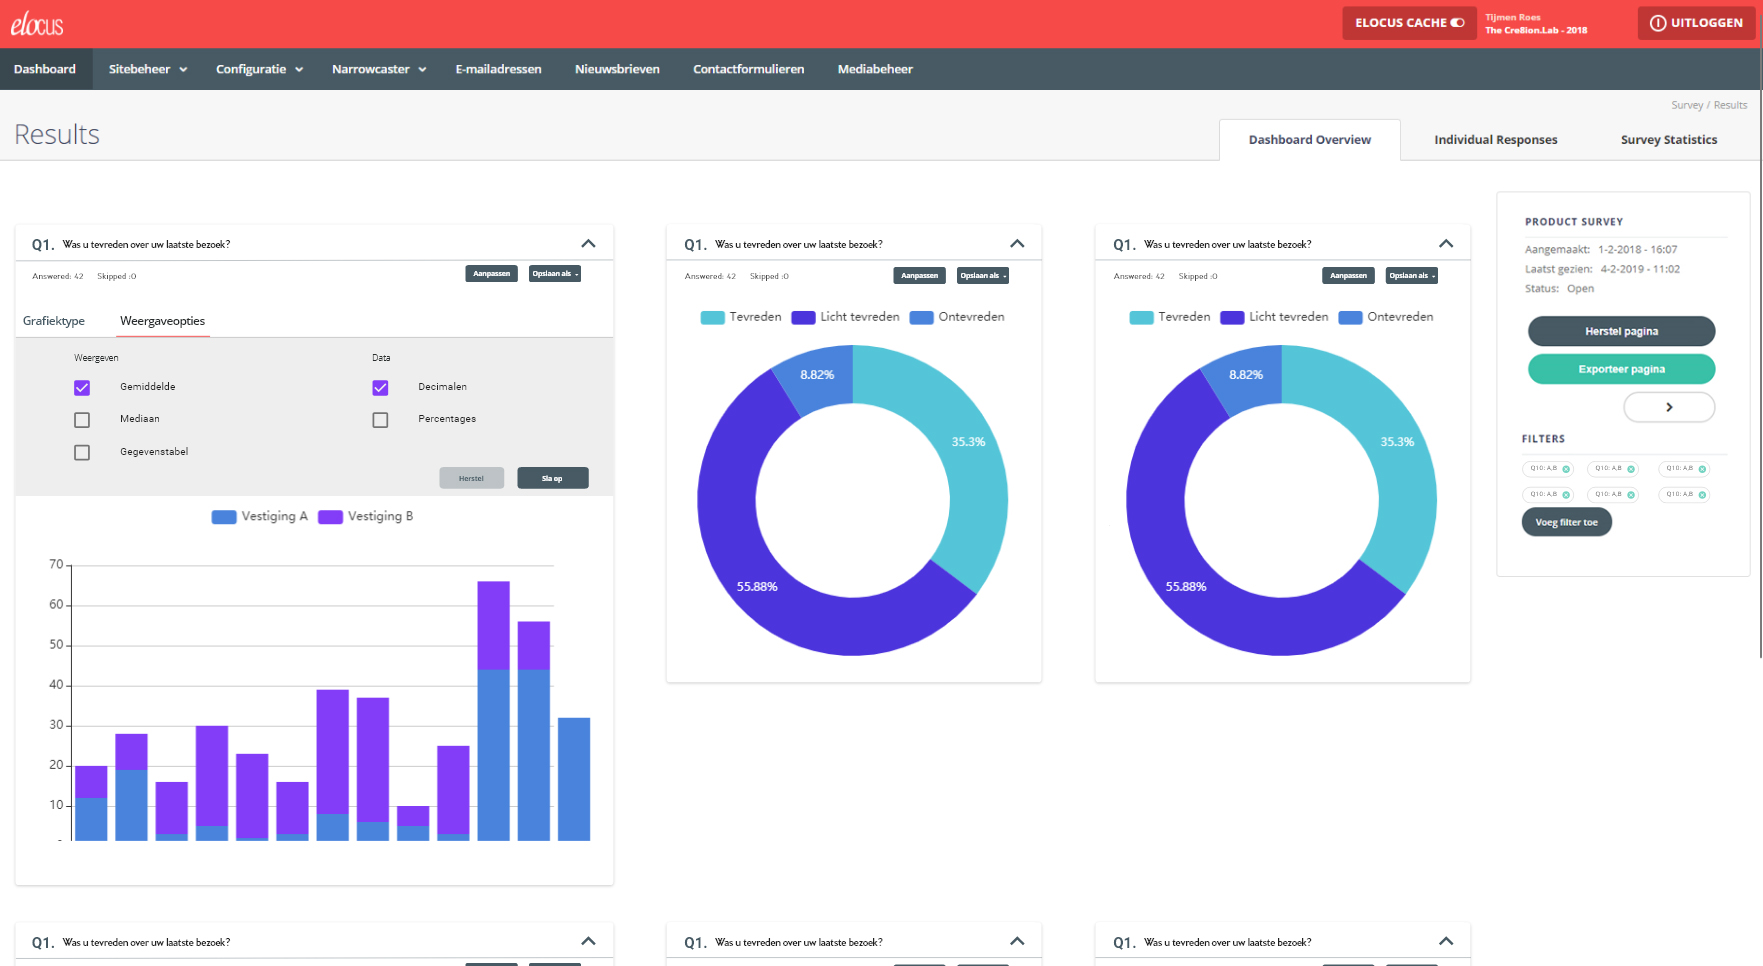 elocus
ELOCUS CACHE
Tijmen Roes
The Cre8ion.Lab - 2018
UITLOGGEN
Dashboard
Sitebeheer
Configuratie
Narrowcaster
E-mailadressen
Nieuwsbrieven
Contactformulieren
Mediabeheer
Survey / Results
Results
Dashboard Overview
Individual Responses
Survey Statistics
Q1. Was u tevreden over uw laatste bezoek?
Answered: 42 Skipped :0
Aanpassen
Opslaan als
Grafiektype
Weergaveopties
Weergeven
Data
Gemiddelde
Decimalen
Mediaan
Percentages
Gegevenstabel
Herstel
Sla op
Vestiging A
Vestiging B
70
60
50
40
30
20
10
Q1. Was u tevreden over uw laatste bezoek?
Answered: 42 Skipped :0
Aanpassen
Opslaan als
Tevreden
Licht tevreden
Ontevreden
8.82%
35.3%
55.88%
Q1. Was u tevreden over uw laatste bezoek?
Answered: 42 Skipped :0
Aanpassen
Opslaan als
Tevreden
Licht tevreden
Ontevreden
8.82%
35.3%
55.88%
PRODUCT SURVEY
Aangemaakt: 1-2-2018 - 16:07
Laatst gezien: 4-2-2019 - 11:02
Status: Open
Herstel pagina
Exporteer pagina
FILTERS
Q10: A,B
Q10: A,B
Q10: A,B
Q10: A,B
Q10: A,B
Q10: A,B
Voeg filter toe
Q1. Was u tevreden over uw laatste bezoek?
Q1. Was u tevreden over uw laatste bezoek?
Q1. Was u tevreden over uw laatste bezoek?